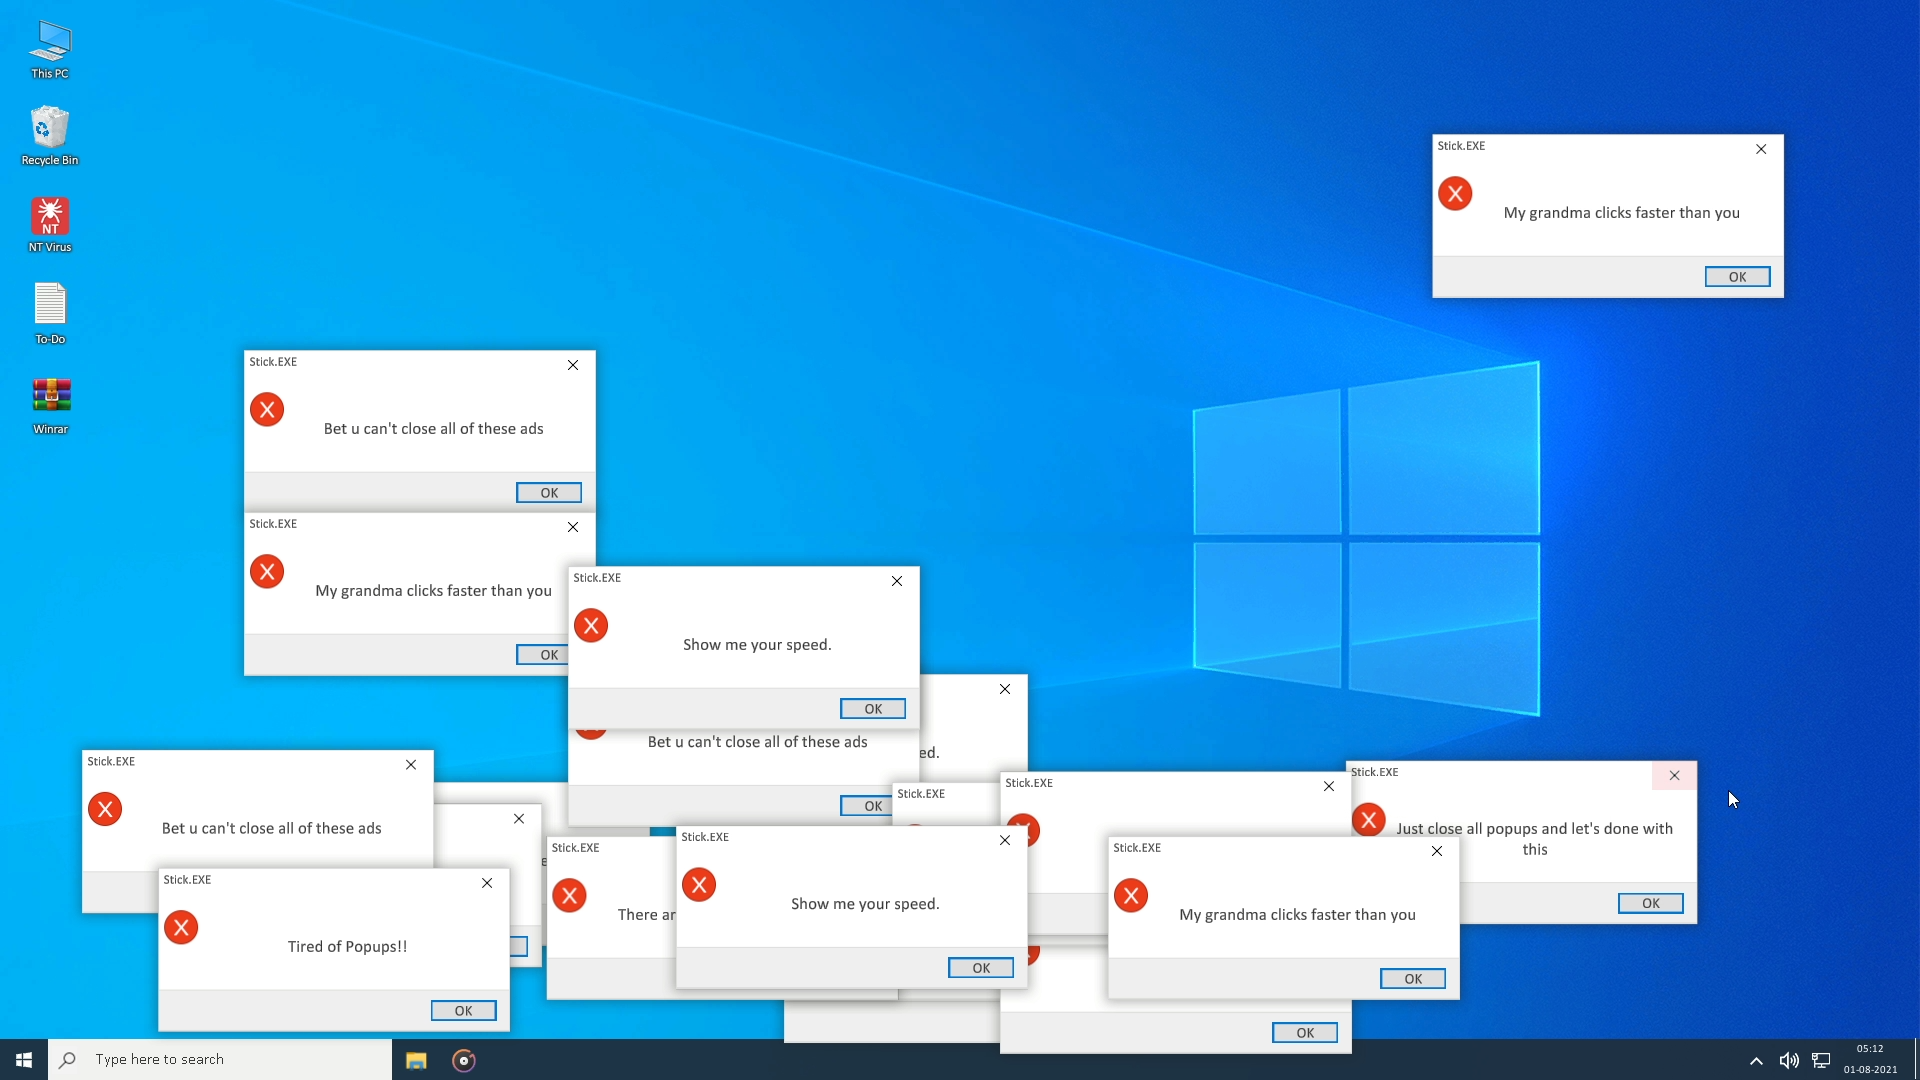 This PC
Recycle Bin
NT
NT Virus
To-Do
Winrar
Stick.EXE
My grandma clicks faster than you
OK
Stick.EXE
Bet u can't close all of these ads
OK
Stick.EXE
My grandma clicks faster than you
OK
Stick.EXE
Show me your speed.
OK
Bet u can't close all of these ads
OK
ed.
Stick.EXE
Bet u can't close all of these ads
Stick.EXE
Tired of Popups!!
OK
Stick.EXE
There
Stick.EXE
Show me your speed.
OK
Stick.EXE
Stick.EXE
Stick.EXE
My grandma clicks faster than you
OK
Stick.EXE
Just close all popups and let's done with
this
OK
OK
Type here to search
05:12
01-08-2021